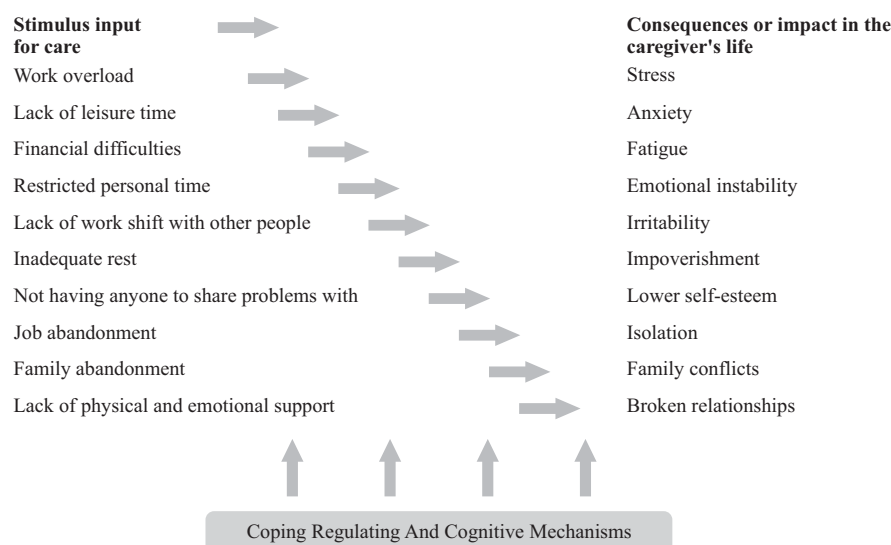 Stimulus input
for care
Consequences or impact in the
caregiver's life
Work overload
Stress
Lack of leisure time
Anxiety
Financial difficulties
Fatigue
Restricted personal time
Emotional instability
Lack of work shift with other people
Irritability
Inadequate rest
Impoverishment
Not having anyone to share problems with
Lower self-esteem
Job abandonment
Isolation
Family abandonment
Family conflicts
Lack of physical and emotional support
Broken relationships
Coping Regulating And Cognitive Mechanisms